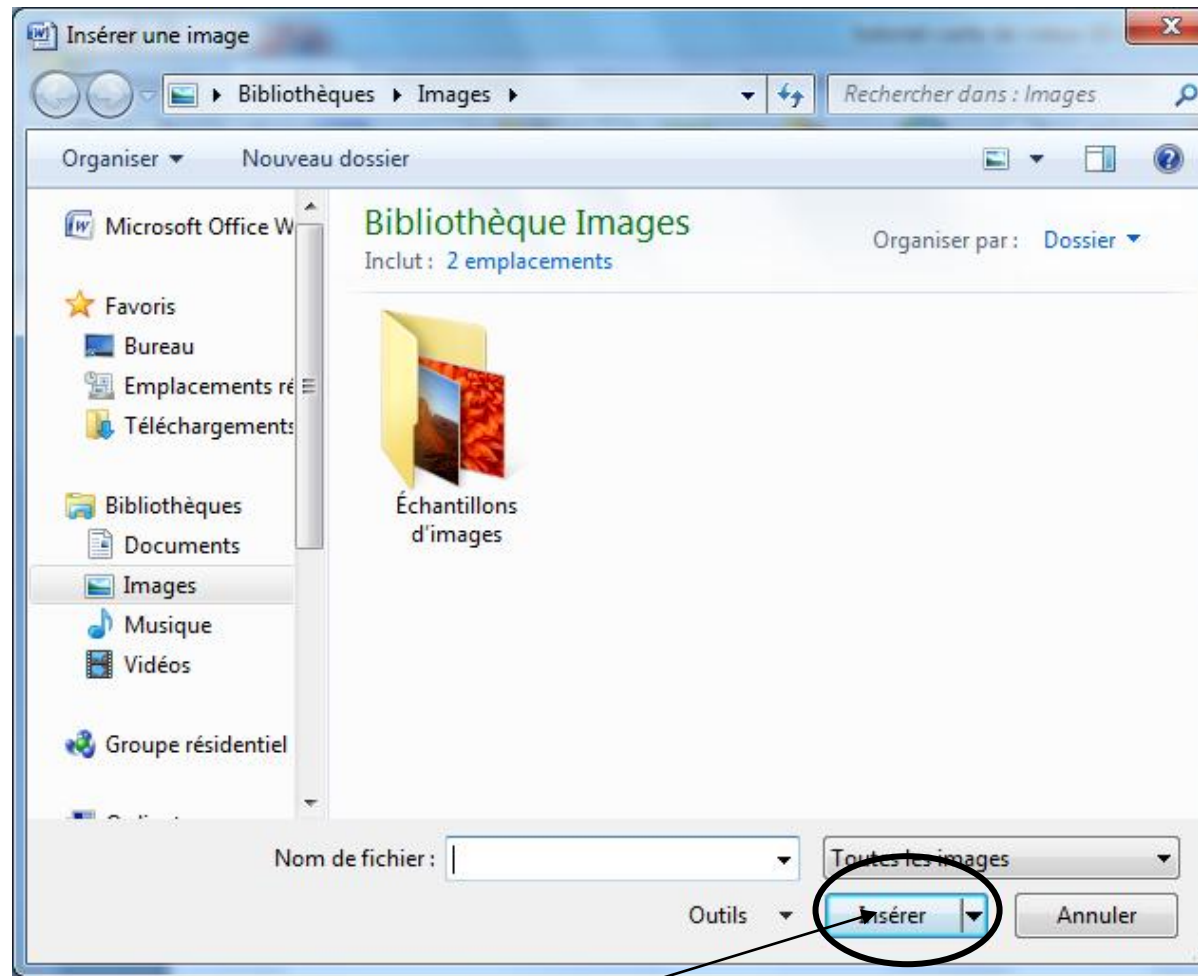 Insérer une image
Bibliothèques Images
Rechercher dans : Images
Organiser Nouveau dossier
Microsoft Office W
Favoris
Bureau
Emplacements ré
Téléchargements
Bibliothèques
Documents
Images
Musique
Vidéos
Groupe résidentiel
Bibliothèque Images
Inclut : 2 emplacements
Organiser par : Dossier
Échantillons
d'images
Nom de fichier :
Toutes les images
Outils Insérer Annuler